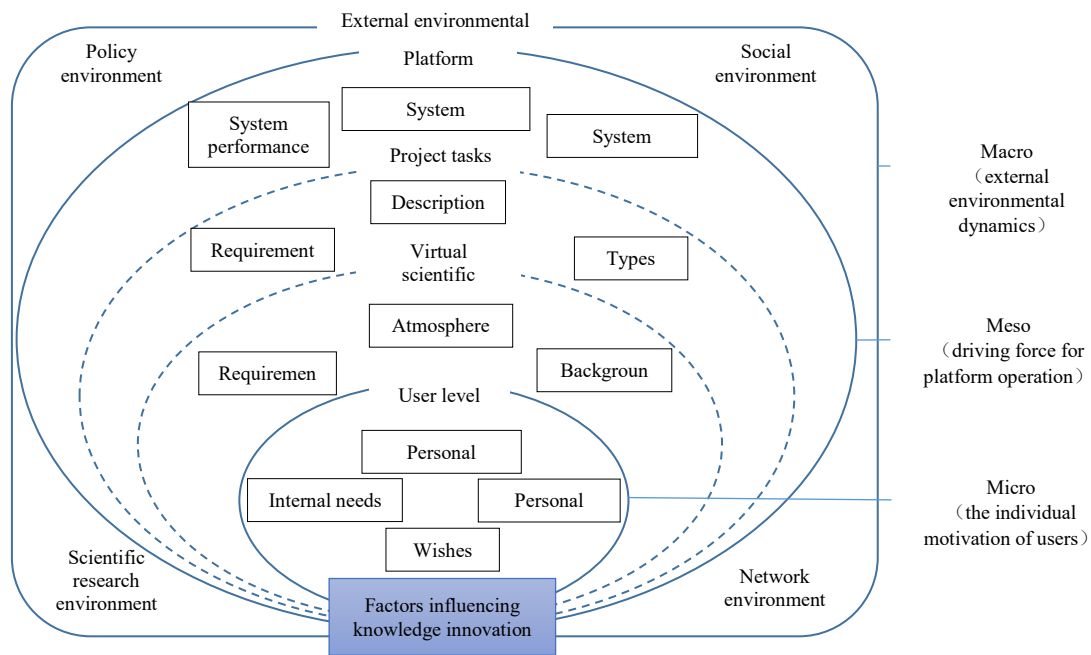 External environmental
Policy
environment
Platform
Social
environment
System
performance
System
System
Project tasks
Description
Requirement
Virtual
scientific
Types
Atmosphere
Requiremen
Backgroun
User level
Personal
Internal needs
Personal
Wishes
Scientific
research
environment
Network
environment
Factors influencing
knowledge innovation
Macro
（external
environmental
dynamics）
Meso
（driving force for
platform operation）
Micro
（the individual
motivation of users）